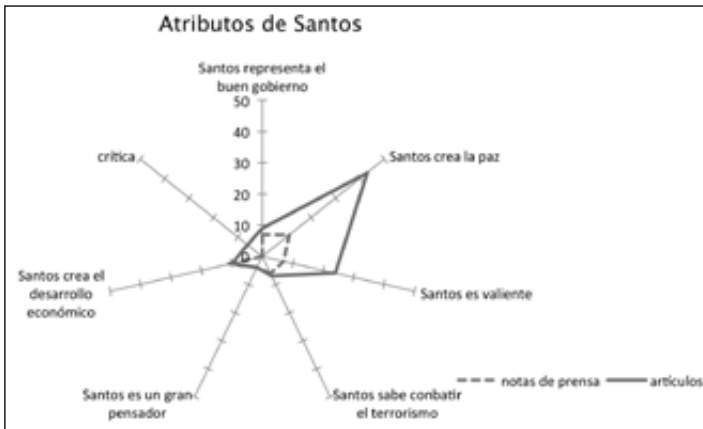 Atributos de Santos
Santos representa el
buen gobierno
50
40
30
20
10
0
crítica
Santos crea la paz
Santos crea el
desarrollo
económico
Santos es valiente
Santos es un gran
pensador
Santos sabe conbatir
el terrorismo
notas de prensa
artículos